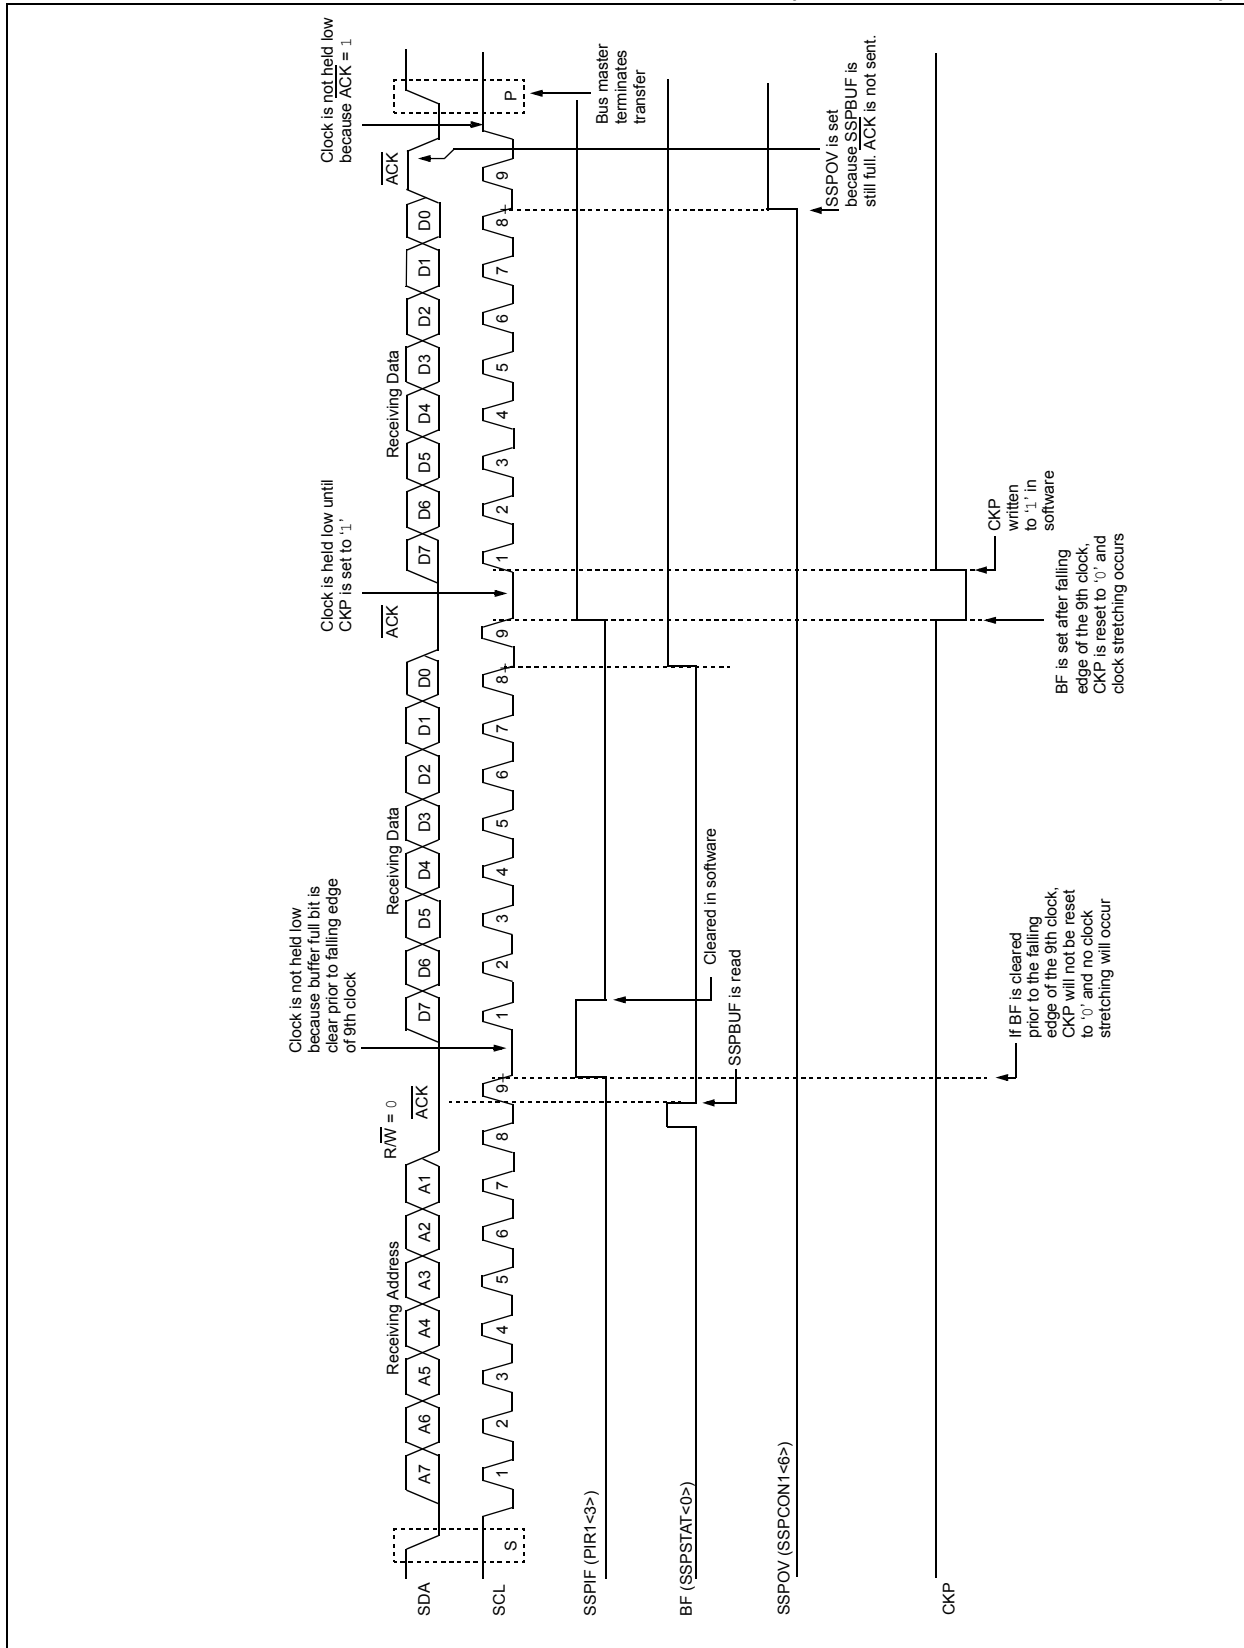 Clock is not held low
because ACK = 1
Clock is held low until
CKP is set to ‘1’
Clock is not held low
because buffer full bit is
clear prior to falling edge
of 9th clock
Receiving Address
R/W = 0
ACK
Receiving Data
ACK
Receiving Data
ACK
SDA
A7 A6 A5 A4 A3 A2 A1
D7 D6 D5 D4 D3 D2 D1 D0
D7 D6 D5 D4 D3 D2 D1 D0
SCL
S
1 2 3 4 5 6 7 8 9
1 2 3 4 5 6 7 8 9
1 2 3 4 5 6 7 8 9
P
SSPIF (PIR1<3>)
Bus master
terminates
transfer
Cleared in software
BF (SSPSTAT<0>)
SSPBUF is read
SSPOV (SSPCON1<6>)
SSPOV is set
because SSPBUF is
still full. ACK is not sent.
CKP
CKP
written
to ‘1’ in
software
If BF is cleared
prior to the falling
edge of the 9th clock,
CKP will not be reset
to ‘0’ and no clock
stretching will occur
BF is set after falling
edge of the 9th clock,
CKP is reset to ‘0’ and
clock stretching occurs